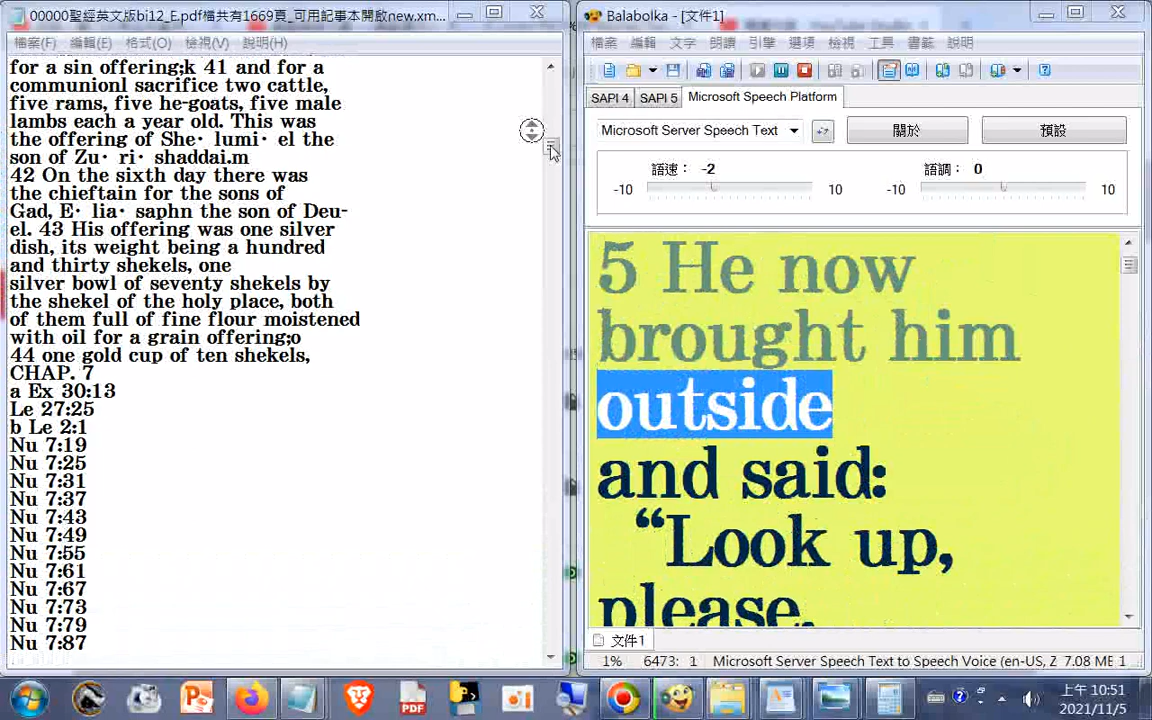 00000聖經英文版bi12_E.pdf檔共有1669頁_可用記事本開啟new.xm...
檔案(F) 編輯(E) 格式(O) 檢視(V) 說明(H)
for a sin offering;k 41 and for a
communionl sacrifice two cattle,
five rams, five he-goats, five male
lambs each a year old. This was
the offering of She· lumi· el the
son of Zu· ri· shaddai.m
42 On the sixth day there was
the chieftain for the sons of
Gad, E· lia· saphn the son of Deu-
el. 43 His offering was one silver
dish, its weight being a hundred
and thirty shekels, one
silver bowl of seventy shekels by
the shekel of the holy place, both
of them full of fine flour moistened
with oil for a grain offering;o
44 one gold cup of ten shekels,
CHAP. 7
a Ex 30:13
Le 27:25
b Le 2:1
Nu 7:19
Nu 7:25
Nu 7:31
Nu 7:37
Nu 7:43
Nu 7:49
Nu 7:55
Nu 7:61
Nu 7:67
Nu 7:73
Nu 7:79
Nu 7:87
Balabolka - [文件1]
檔案 編輯 文字 朗讀 引擎 選項 檢視 工具 書籤 說明
SAPI 4 SAPI 5 Microsoft Speech Platform
Microsoft Server Speech Text 關於 預設
語速: -2 語調: 0
-10 10 -10 10
5 He now
brought him
outside
and said:
“Look up,
please.
文件1
1% 6473: 1 Microsoft Server Speech Text to Speech Voice (en-US, Z 7.08 ME 1
PDF
上午 10:51
2021/11/5